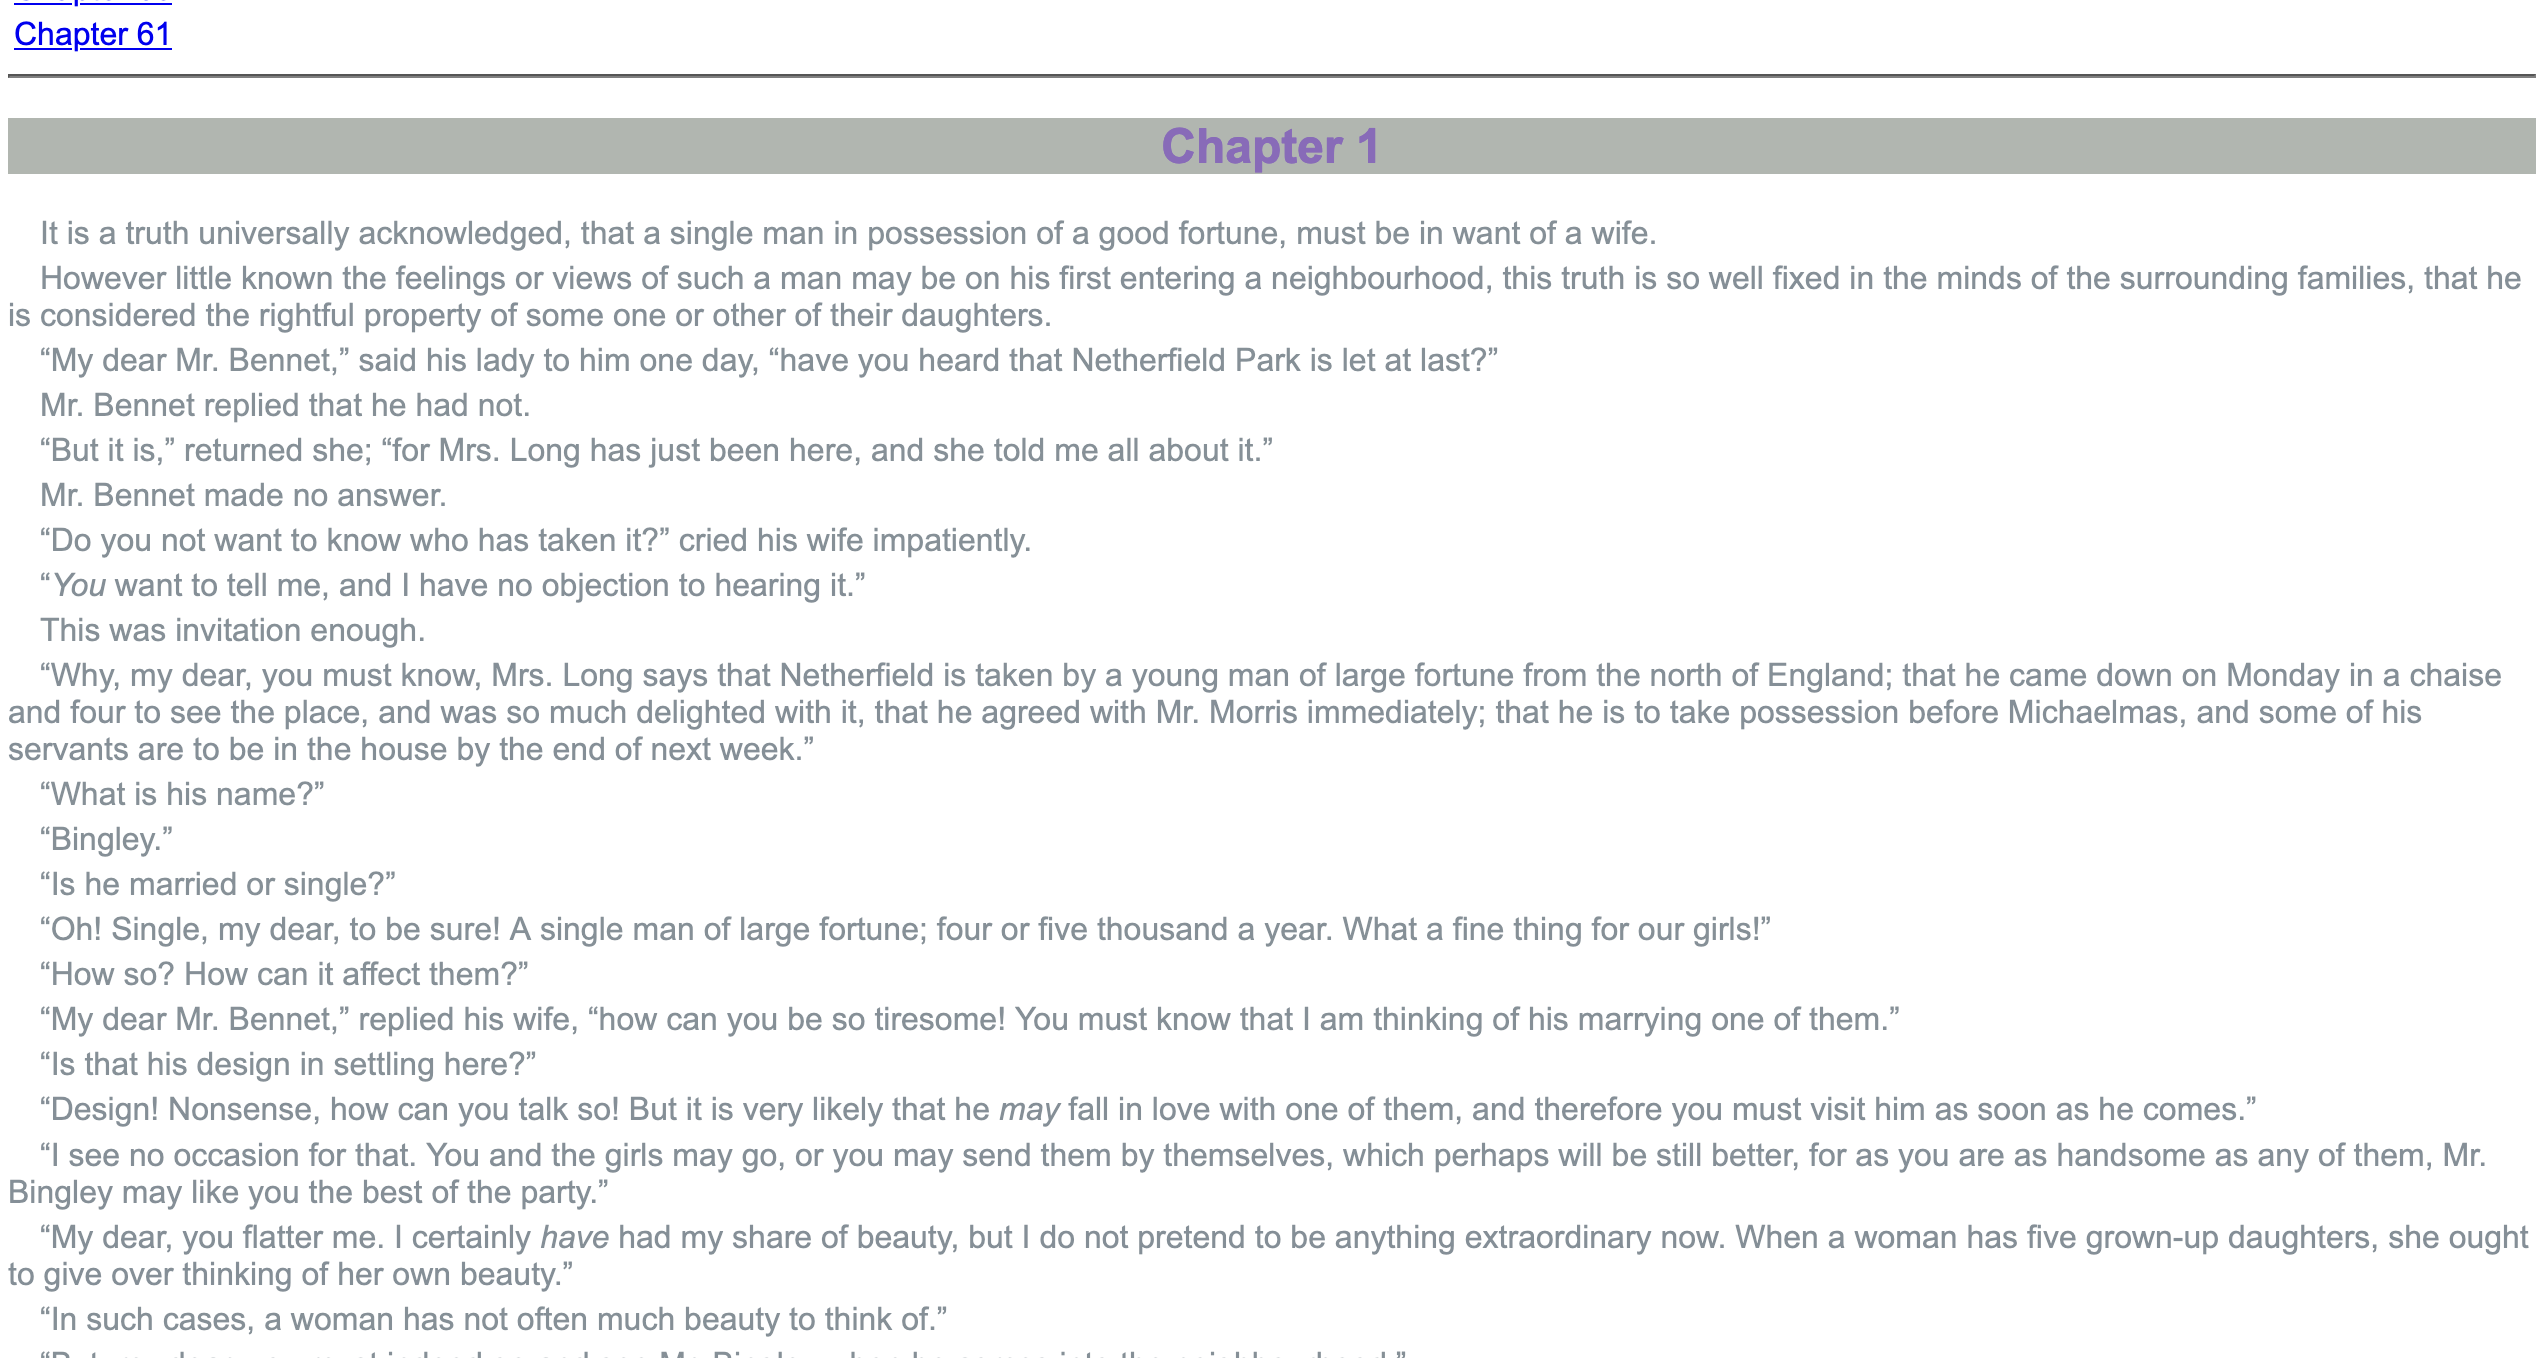 Chapter 61
Chapter 1
It is a truth universally acknowledged, that a single man in possession of a good fortune, must be in want of a wife.
However little known the feelings or views of such a man may be on his first entering a neighbourhood, this truth is so well fixed in the minds of the surrounding families, that he
is considered the rightful property of some one or other of their daughters.
“My dear Mr. Bennet,” said his lady to him one day, “have you heard that Netherfield Park is let at last?”
Mr. Bennet replied that he had not.
“But it is,” returned she; “for Mrs. Long has just been here, and she told me all about it.”
Mr. Bennet made no answer.
“Do you not want to know who has taken it?” cried his wife impatiently.
“You want to tell me, and I have no objection to hearing it.”
This was invitation enough.
“Why, my dear, you must know, Mrs. Long says that Netherfield is taken by a young man of large fortune from the north of England; that he came down on Monday in a chaise
and four to see the place, and was so much delighted with it, that he agreed with Mr. Morris immediately; that he is to take possession before Michaelmas, and some of his
servants are to be in the house by the end of next week.”
“What is his name?”
“Bingley.”
“Is he married or single?”
“Oh! Single, my dear, to be sure! A single man of large fortune; four or five thousand a year. What a fine thing for our girls!”
“How so? How can it affect them?”
“My dear Mr. Bennet,” replied his wife, “how can you be so tiresome! You must know that I am thinking of his marrying one of them.”
“Is that his design in settling here?”
“Design! Nonsense, how can you talk so! But it is very likely that he may fall in love with one of them, and therefore you must visit him as soon as he comes.”
“I see no occasion for that. You and the girls may go, or you may send them by themselves, which perhaps will be still better, for as you are as handsome as any of them, Mr.
Bingley may like you the best of the party.”
“My dear, you flatter me. I certainly have had my share of beauty, but I do not pretend to be anything extraordinary now. When a woman has five grown-up daughters, she ought
to give over thinking of her own beauty.”
“In such cases, a woman has not often much beauty to think of.”